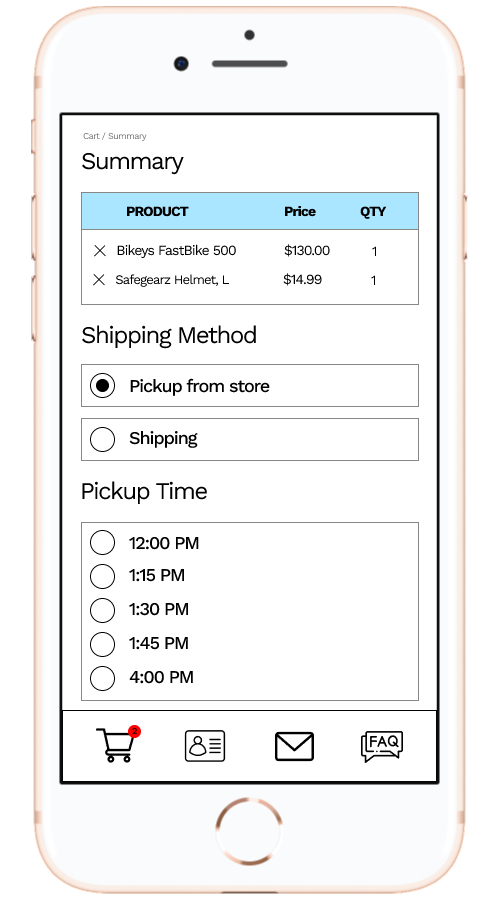 Cart / Summary
Summary
PRODUCT Price QTY
Bikeys FastBike 500 $130.00 1
Safegearz Helmet, L $14.99 1
Shipping Method
Pickup from store
Shipping
Pickup Time
12:00 PM
1:15 PM
1:30 PM
1:45 PM
4:00 PM
2
FAQ